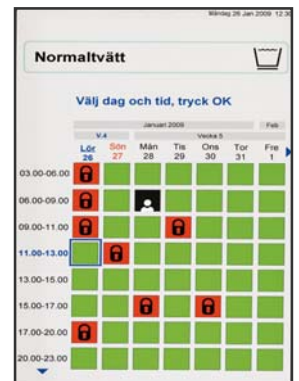 Måndag 26 Jan 2009 12.36
Normaltvätt
Välj dag och tid, tryck OK
Januari 2009 Feb
V.4 Vecka 5
Lör Sön Mån Tis Ons Tor Fre
26 27 28 29 30 31 1
03.00-06.00
06.00-09.00
09.00-11.00
11.00-13.00
13.00-15.00
15.00-17.00
17.00-20.00
20.00-23.00